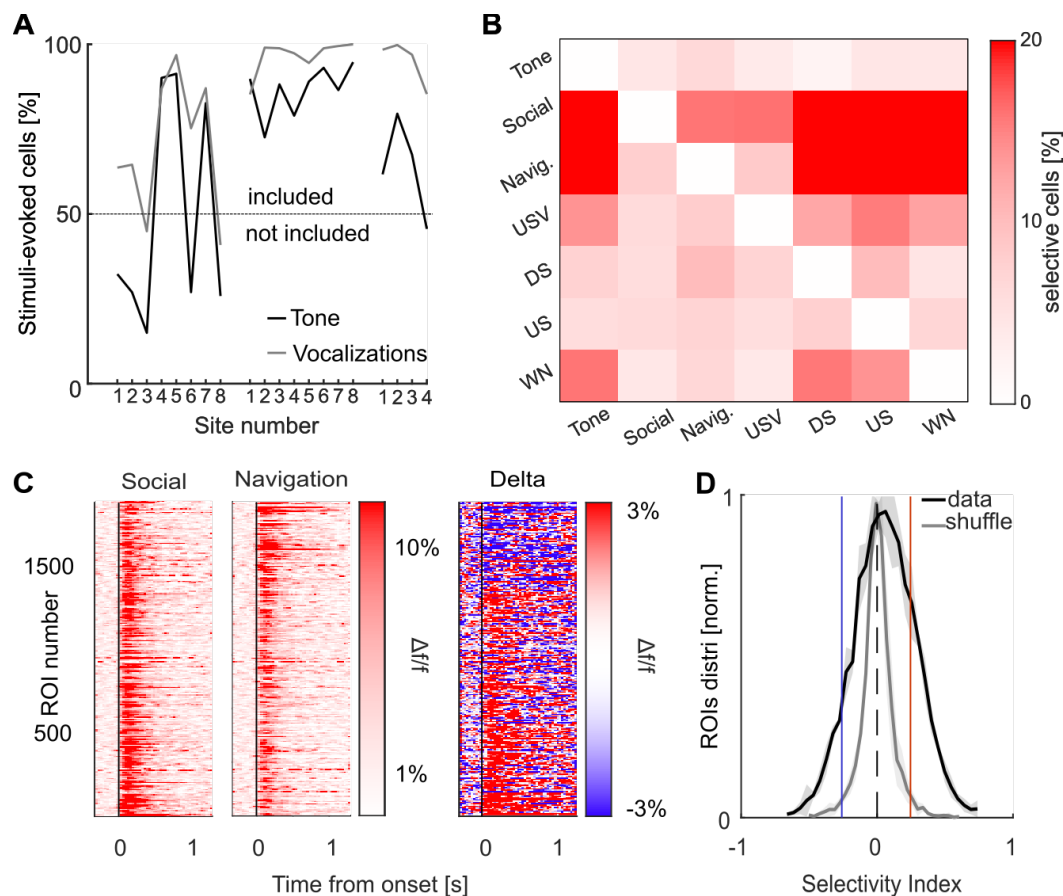 A
Stimuli-evoked cells [%]
100
50
0
included
not included
Tone
Vocalizations
1 2 3 4 5 6 7 8
1 2 3 4 5 6 7 8
1 2 3 4
Site number
B
Tone
Social
Navig.
USV
DS
US
WN
Tone
Social
Navig.
USV
DS
US
WN
20
10
0
selective cells [%]
C
Social
Navigation
Delta
ROI number
1500
500
10%
1%
Δf/f
3%
-3%
Δf/f
0 1
0 1
0 1
Time from onset [s]
D
ROIs distri [norm.]
1
0
data
shuffle
-1 0 1
Selectivity Index